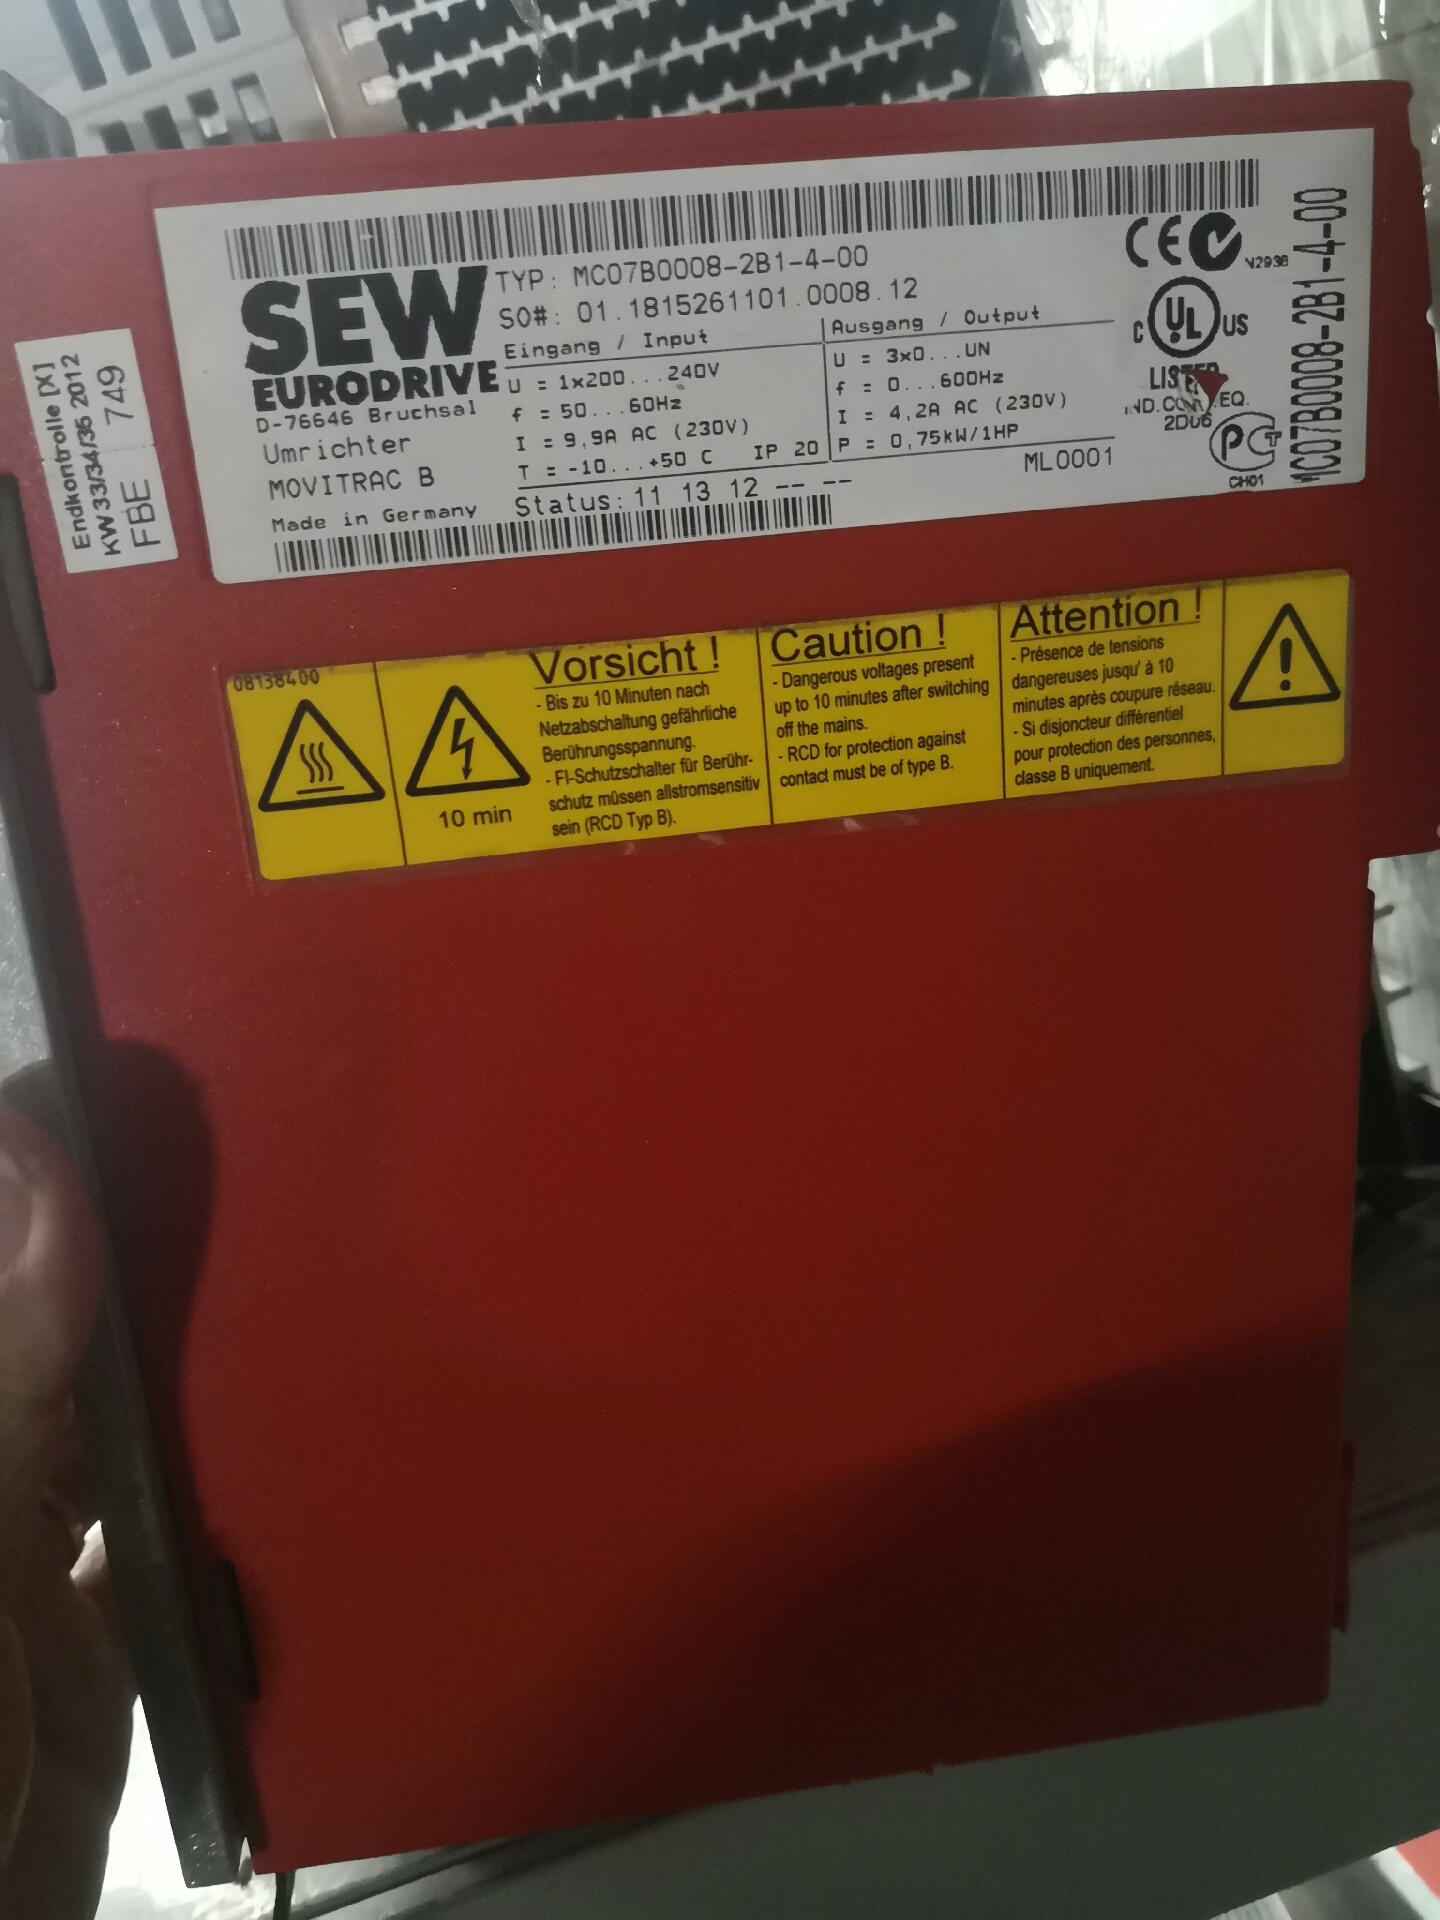 SEW
EURODRIVE
D-76646 Bruchsal
Umrichter
MOVITRAC B
Made in Germany
TYP: MC07B0008-2B1-4-00
SO#: 01.1815261101.0008.12
Eingang / Input
U = 1x200...240V
f = 50...60Hz
I = 9,9A AC (230V)
T = -10...+50 C IP 20
Status: 11 13 12 -- --
Ausgang / Output
U = 3x0...UN
f = 0...600Hz
I = 4,2A AC (230V)
P = 0,75kW/1HP
ML0001
CE
N2936
C UL US
LISTED
IND.CONT.EQ.
2D06
PCT
CH01
MC07B0008-2B1-4-00
Endkontrolle [X]
KW 33/34/35 2012
FBE 749
08138400
10 min
Vorsicht !
- Bis zu 10 Minuten nach
Netzabschaltung gefährliche
Berührungsspannung.
- FI-Schutzschalter für Berühr-
schutz müssen allstromsensitiv
sein (RCD Typ B).
Caution !
- Dangerous voltages present
up to 10 minutes after switching
off the mains.
- RCD for protection against
contact must be of type B.
Attention !
- Présence de tensions
dangereuses jusqu' à 10
minutes après coupure réseau.
- Si disjoncteur différentiel
pour protection des personnes,
classe B uniquement.